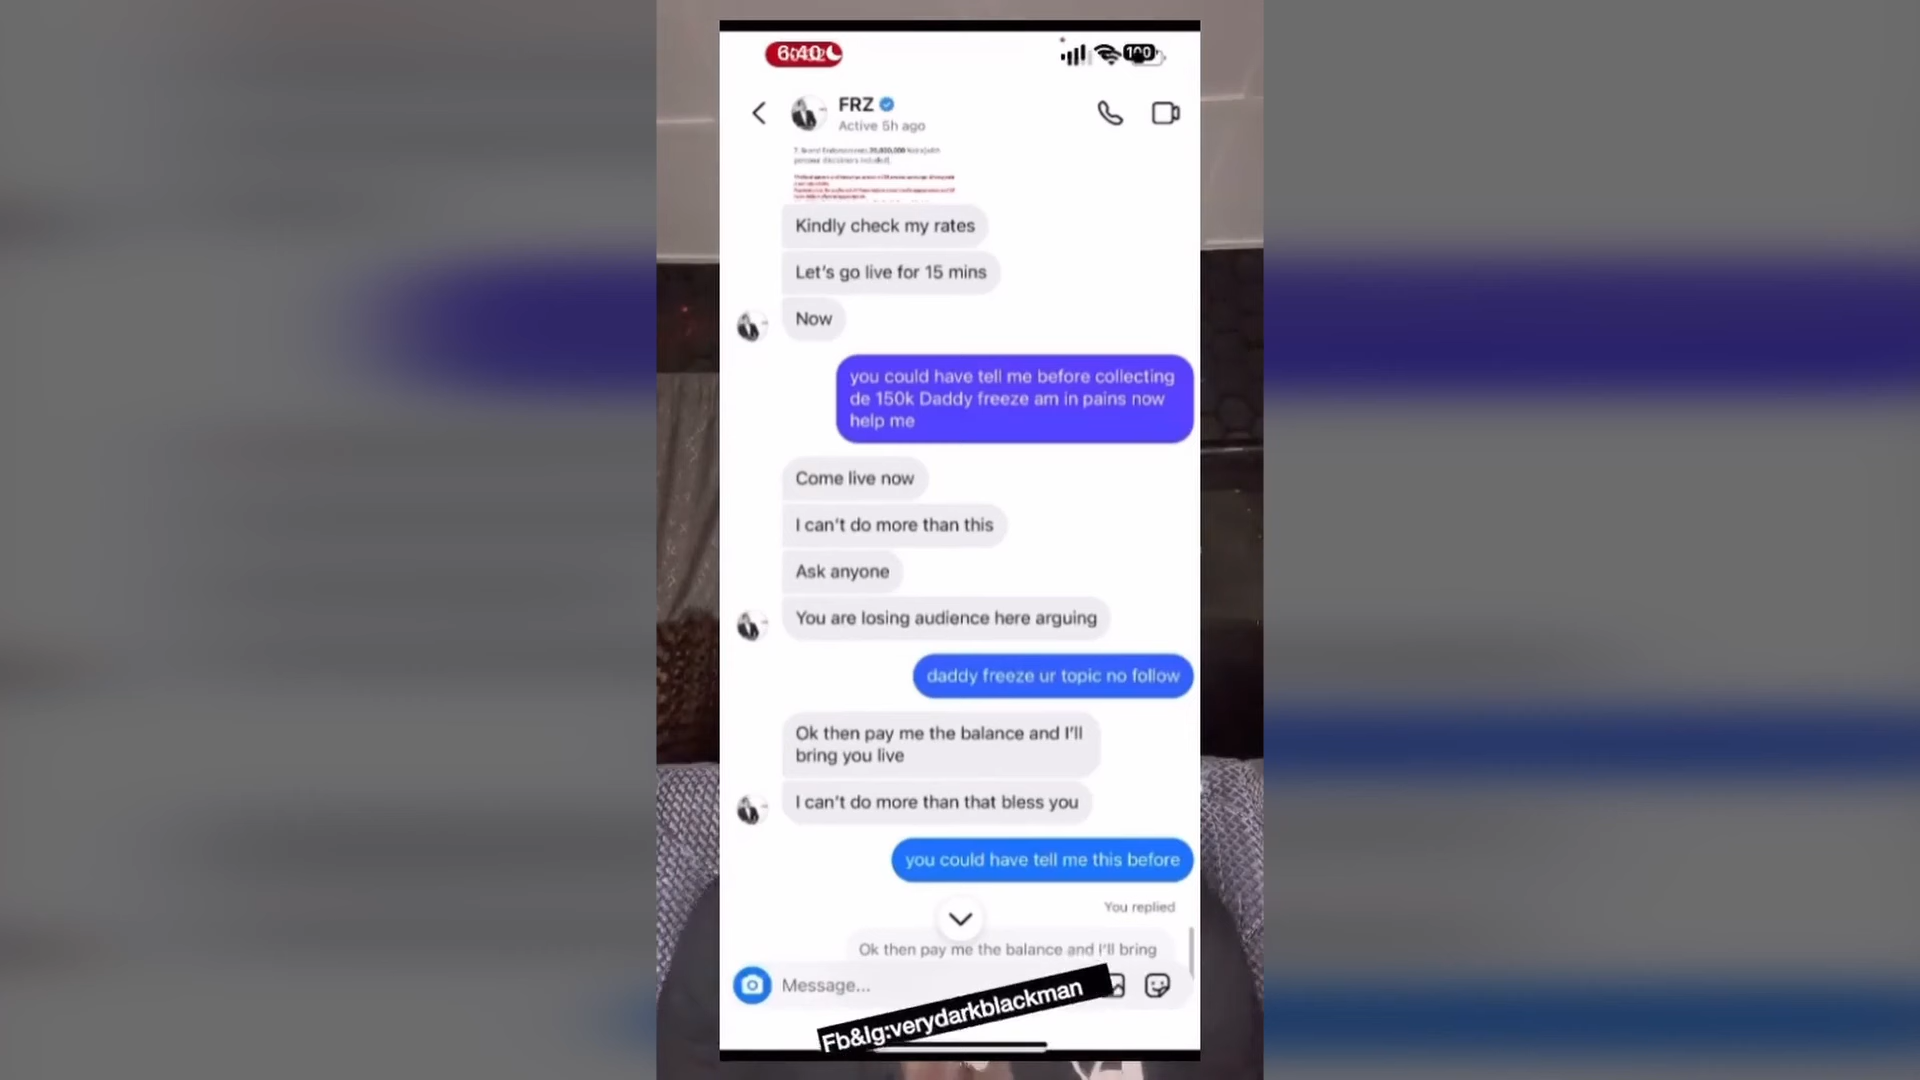 6:40
100
FRZ
Active 5h ago
Kindly check my rates
Let's go live for 15 mins
Now
you could have tell me before collecting
de 150k Daddy freeze am in pains now
help me
Come live now
I can't do more than this
Ask anyone
You are losing audience here arguing
daddy freeze ur topic no follow
Ok then pay me the balance and I'll
bring you live
I can't do more than that bless you
you could have tell me this before
You replied
Ok then pay me the balance and I'll bring
Message...
Fb&Ig:verydarkblackman